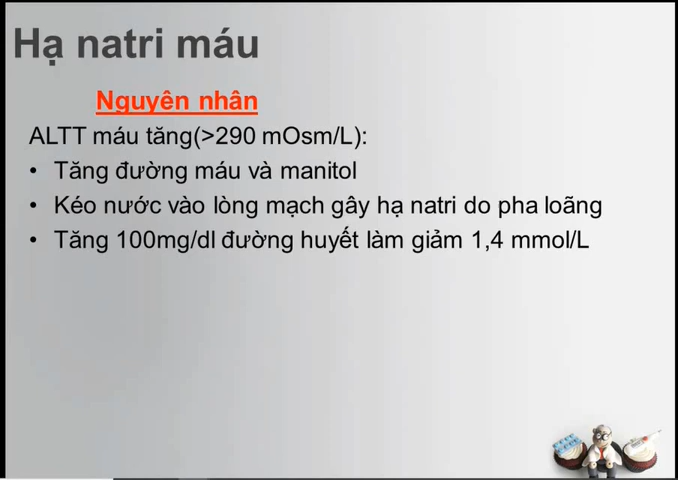 Hạ natri máu
Nguyên nhân
ALTT máu tăng(>290 mOsm/L):
• Tăng đường máu và manitol
• Kéo nước vào lòng mạch gây hạ natri do pha loãng
• Tăng 100mg/dl đường huyết làm giảm 1,4 mmol/L